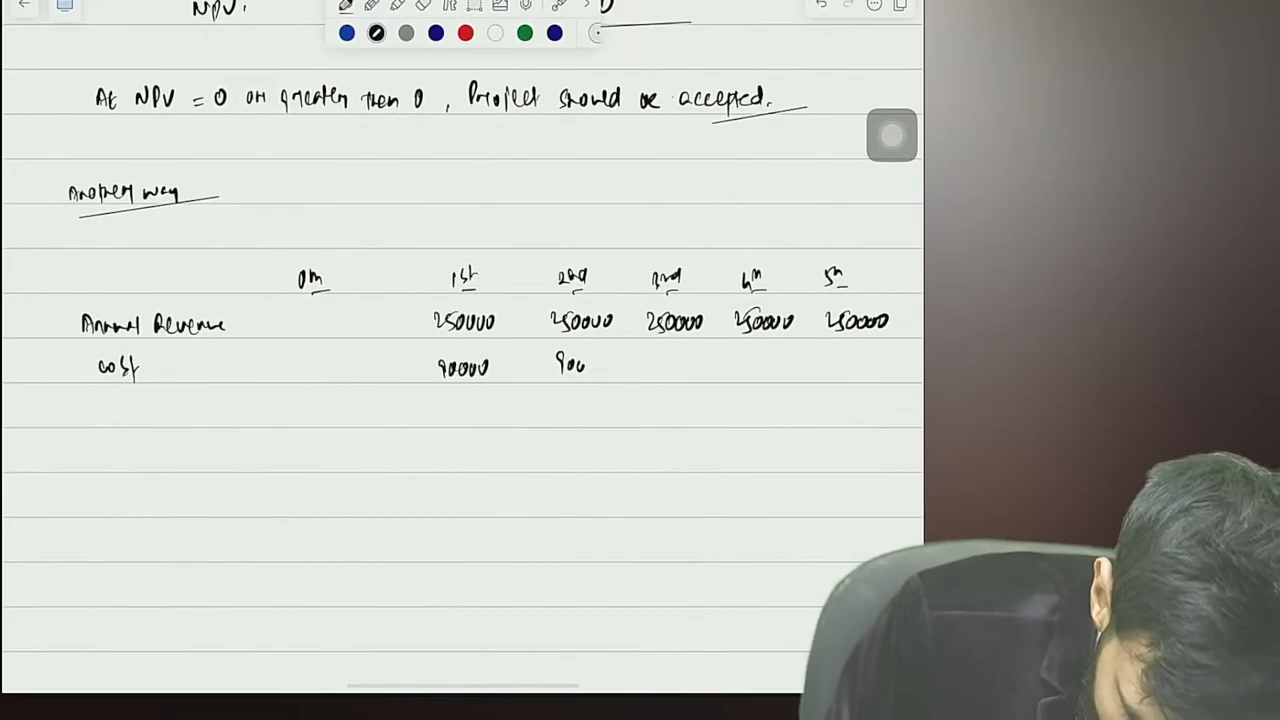 NPV.
At NPV = 0 or greater then 0, Project should be accepted.
Another way
0th 1st 2nd 3rd 4th 5th
Annual Revenue 250000 250000 250000 250000 250000
cost 90000 900